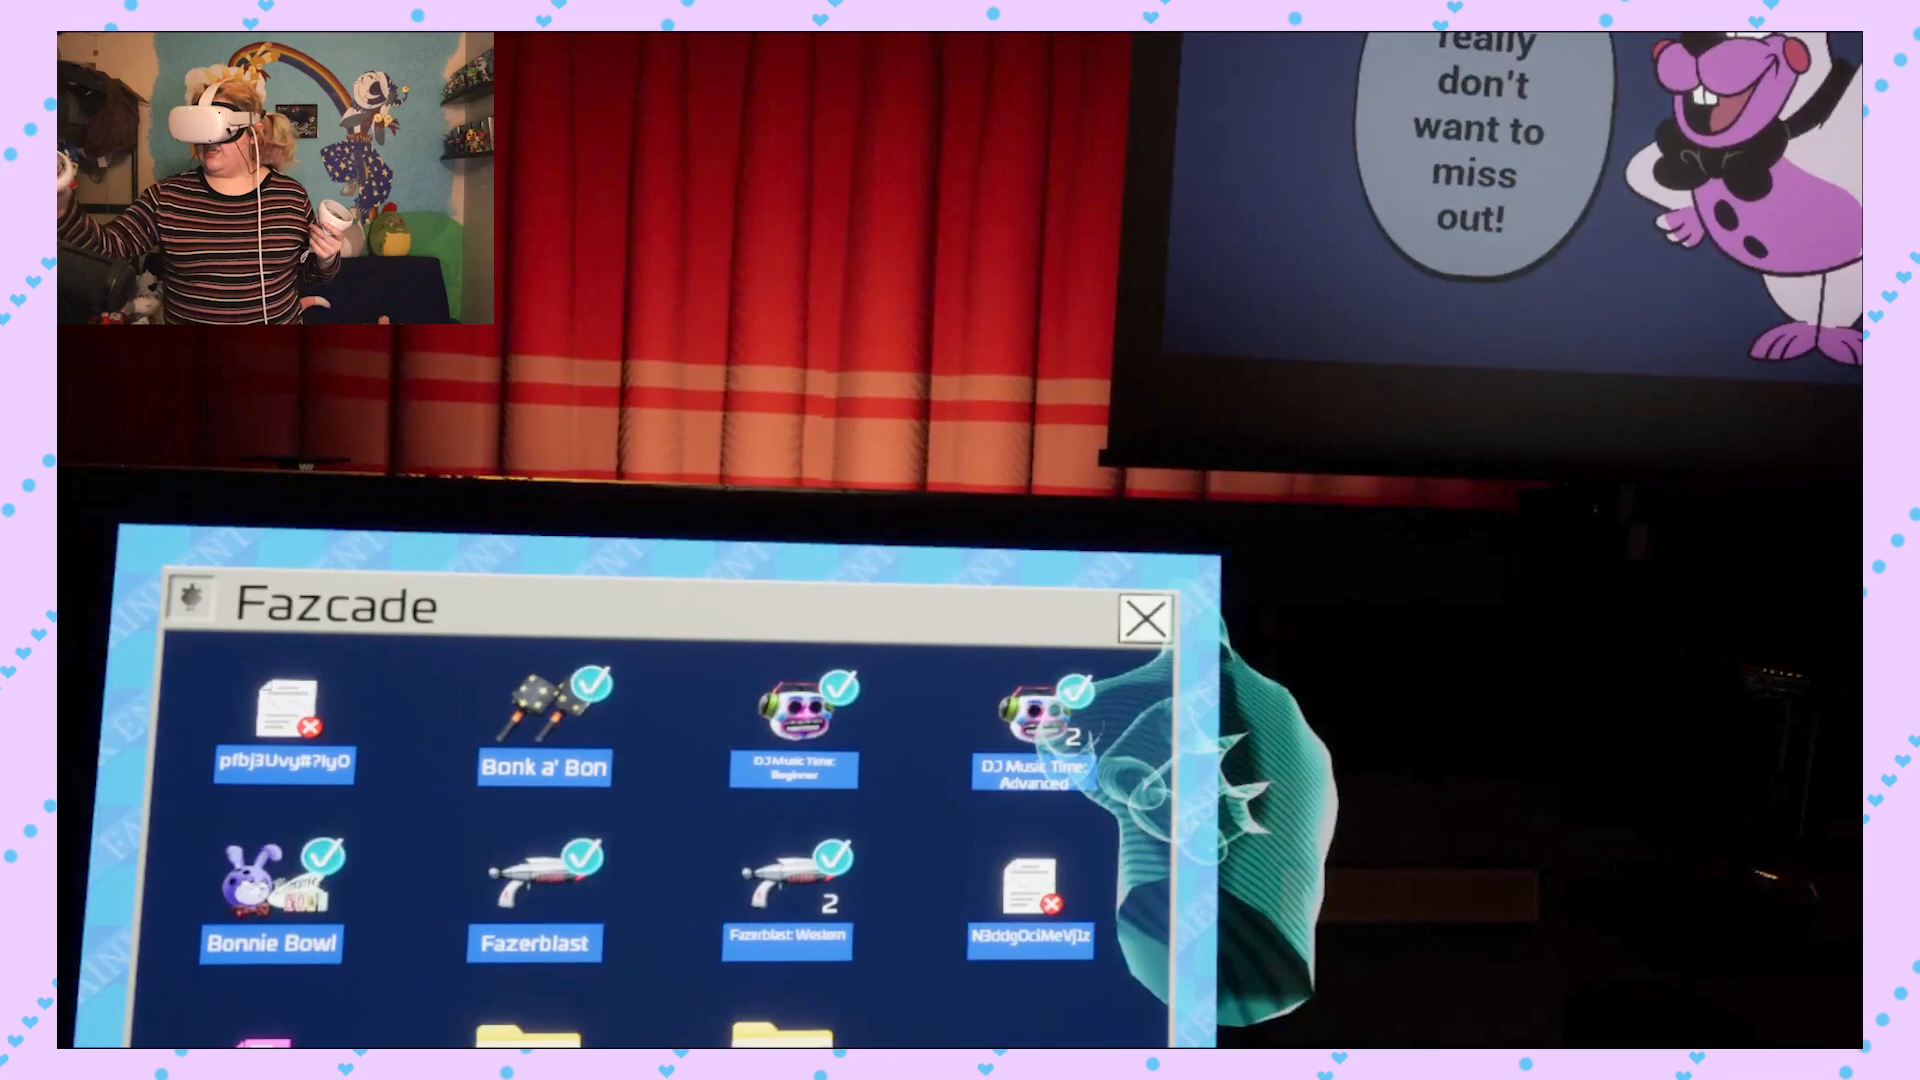 really
don't
want to
miss
out!
Fazcade
pfbj3Uvy#?lyO
Bonk a' Bon
DJ Music Time:
Beginner
2
DJ Music Time:
Advanced
Bonnie Bowl
Fazerblast
2
Fazerblast: Western